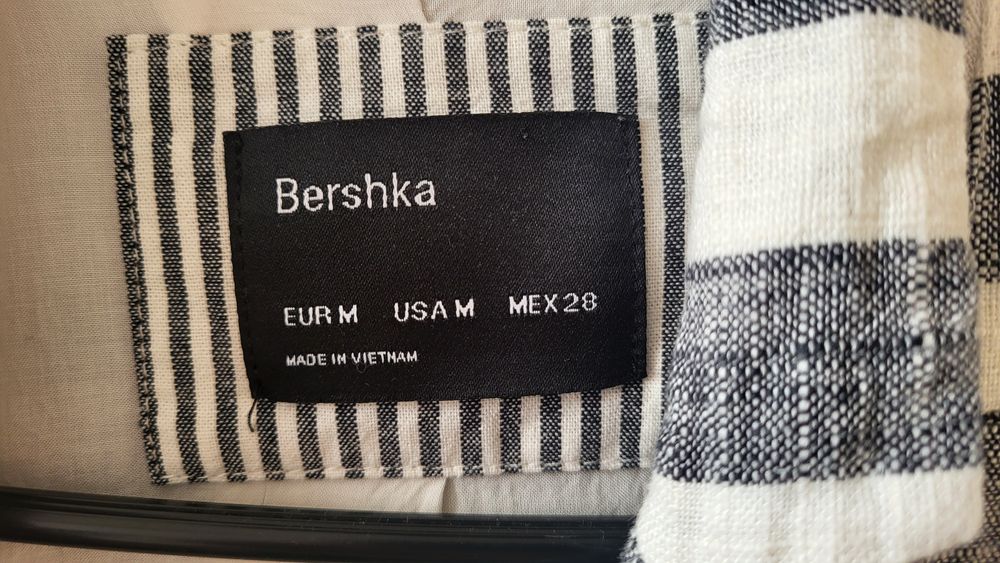 Bershka
EUR M USA M MEX 28
MADE IN VIETNAM